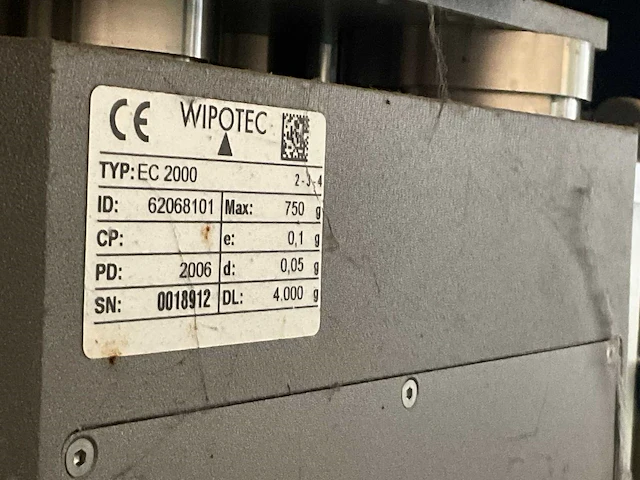 CE WIPOTEC
TYP: EC 2000
2-J-4
ID: 62068101 Max: 750 g
CP: e: 0,1 g
PD: 2006 d: 0,05 g
SN: 0018912 DL: 4.000 g